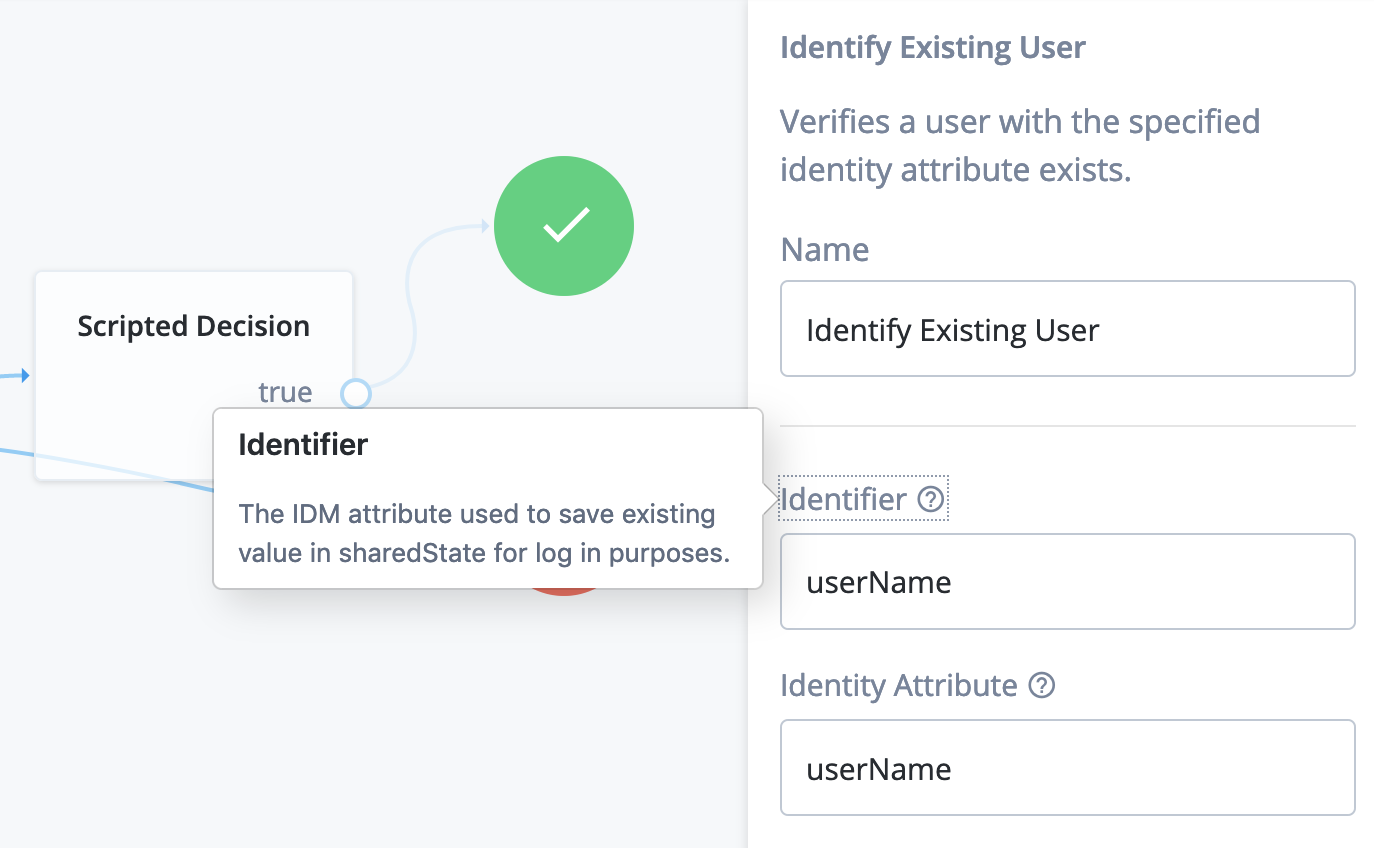 Scripted Decision
true
Identifier
The IDM attribute used to save existing
value in sharedState for log in purposes.
Identify Existing User
Verifies a user with the specified
identity attribute exists.
Name
Identify Existing User
Identifier
userName
Identity Attribute
userName